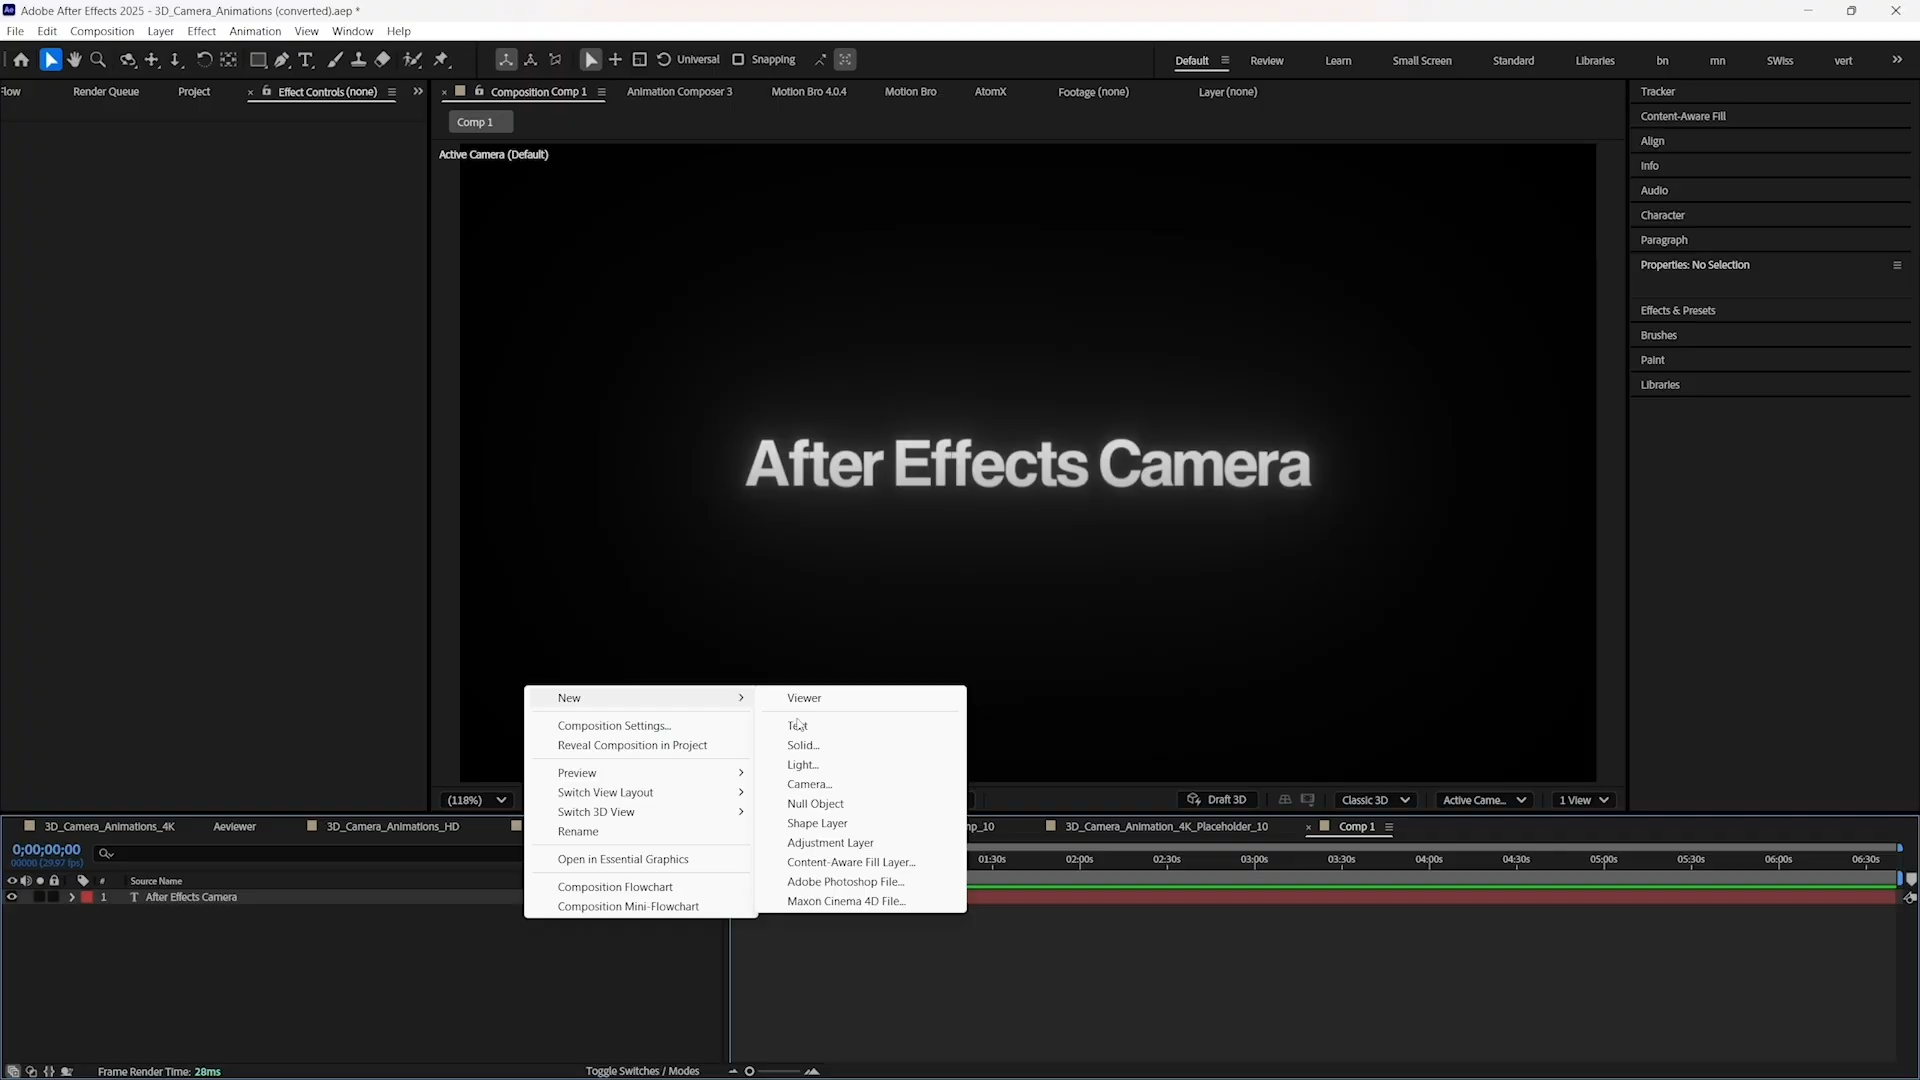 Adobe After Effects 2025 - 3D_Camera_Animations (converted).aep *
File Edit Composition Layer Effect Animation View Window Help
Universal Snapping Default Review Learn Small Screen Standard Libraries bn mn SWiss vert
Render Queue Project Effect Controls (none) Composition Comp 1 Animation Composer 3 Motion Bro 4.0.4 Motion Bro AtomX Footage (none) Layer (none)
Comp 1
Active Camera (Default)
After Effects Camera
Tracker
Content-Aware Fill
Align
Info
Audio
Character
Paragraph
Properties: No Selection
Effects & Presets
Brushes
Paint
Libraries
New
Composition Settings...
Reveal Composition in Project
Preview
Switch View Layout
Switch 3D View
Rename
Open in Essential Graphics
Composition Flowchart
Composition Mini-Flowchart
Viewer
Text
Solid...
Light...
Camera...
Null Object
Shape Layer
Adjustment Layer
Content-Aware Fill Layer...
Adobe Photoshop File...
Maxon Cinema 4D File...
(118%) Draft 3D Classic 3D Active Came... 1 View
3D_Camera_Animations_4K Aeviewer 3D_Camera_Animations_HD mp_10 3D_Camera_Animation_4K_Placeholder_10 Comp 1
0;00;00;00
00000 (29.97 fps)
01:30s 02:00s 02:30s 03:00s 03:30s 04:00s 04:30s 05:00s 05:30s 06:00s 06:30s
# Source Name
1 T After Effects Camera
Frame Render Time: 28ms Toggle Switches / Modes